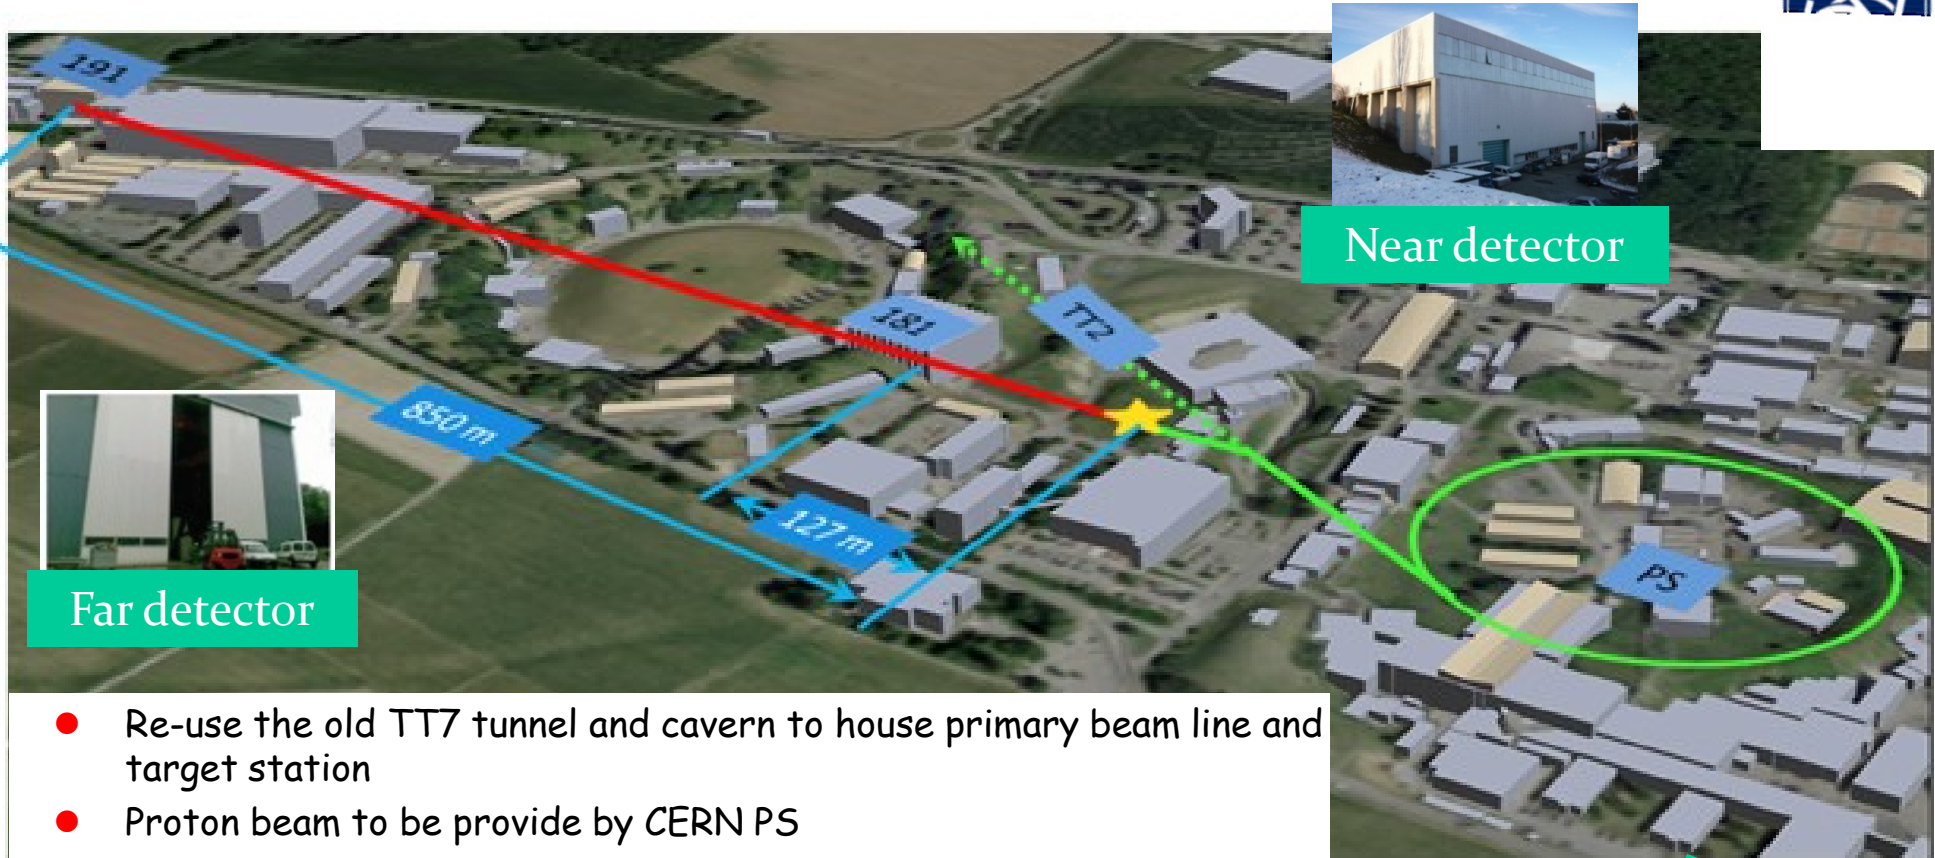 191
Near detector
TT2
181
850 m
127 m
PS
Far detector
Re-use the old TT7 tunnel and cavern to house primary beam line and
target station
Proton beam to be provide by CERN PS